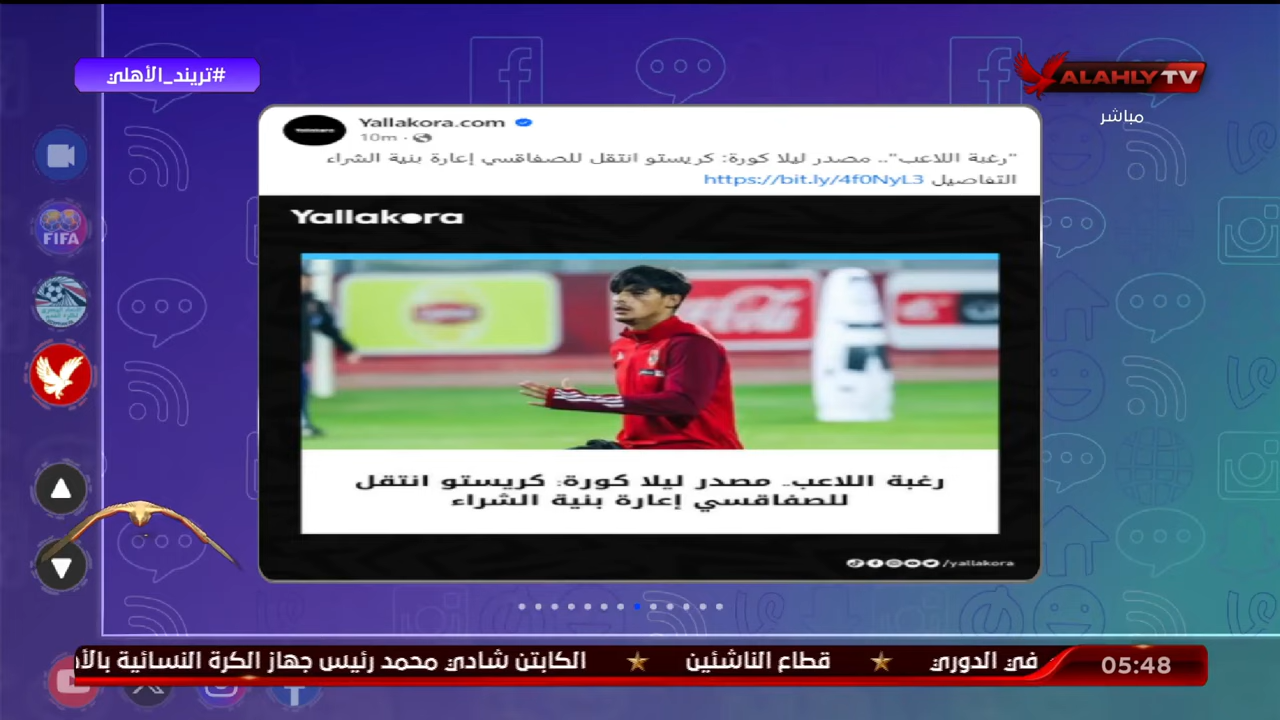 #تريند_الأهلي
ALAHLY TV
مباشر
Yallakora.com
10m
"رغبة اللاعب".. مصدر ليلا كورة: كريستو انتقل للصفاقسي إعارة بنية الشراء
التفاصيل https://bit.ly/4f0NyL3
Yallakora
FIFA
Coca-Cola
رغبة اللاعب.. مصدر ليلا كورة: كريستو انتقل
للصفاقسي إعارة بنية الشراء
/yallakora
في الدوري ★ قطاع الناشئين ★ الكابتن شادي محمد رئيس جهاز الكرة النسائية بالأ
05:48